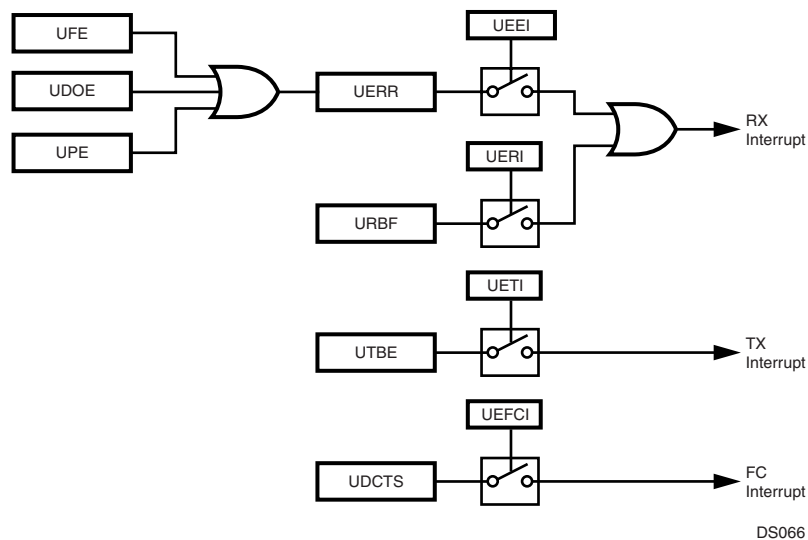 UFE
UDOE
UPE
UERR
UEEI
UERI
URBF
RX
Interrupt
UETI
UTBE
TX
Interrupt
UEFCI
UDCTS
FC
Interrupt
DS066